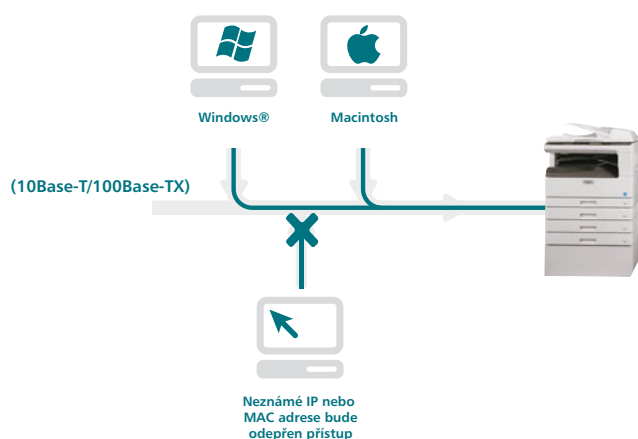 Windows®
Macintosh
(10Base-T/100Base-TX)
Neznámé IP nebo
MAC adrese bude
odepřen přístup